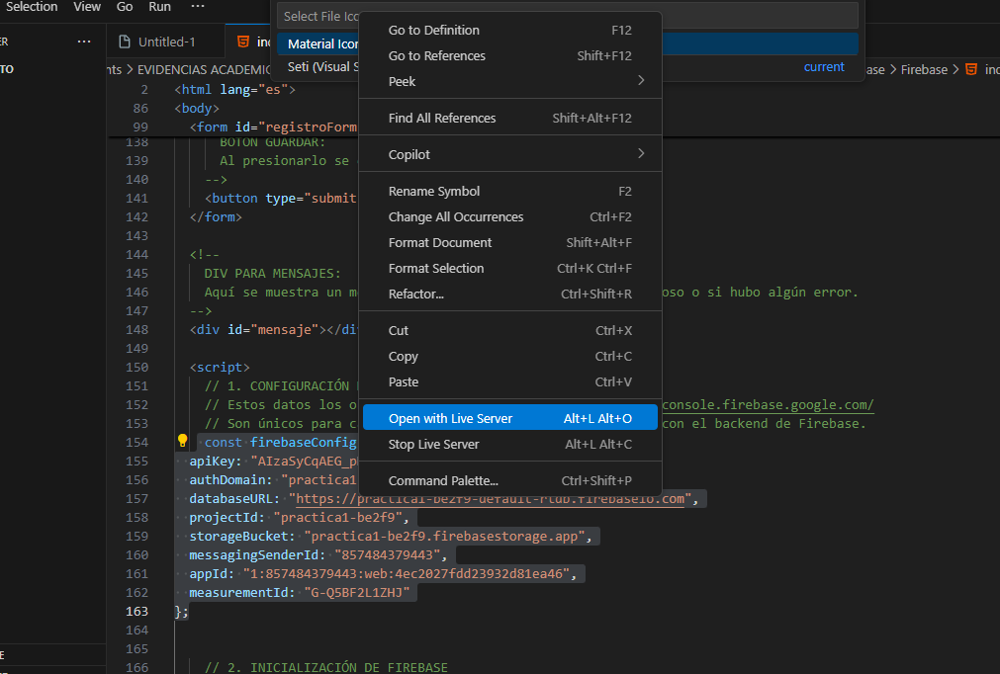 Selection View Go Run ···
Select File Ico
ER ···
Untitled-1
Material Icon
TO
Seti (Visual S current
nts > EVIDENCIAS ACADEMIC ase > Firebase >
2 <html lang="es">
86 <body>
99 <form id="registroForm
138 BOTÓN GUARDAR:
139 Al presionarlo se
140 -->
141 <button type="submit
142 </form>
143
144 <!--
145 DIV PARA MENSAJES:
146 Aquí se muestra un m oso o si hubo algún error.
147 -->
148 <div id="mensaje"></di
149
150 <script>
151 // 1. CONFIGURACIÓN
152 // Estos datos los o console.firebase.google.com/
153 // Son únicos para c con el backend de Firebase.
154 const firebaseConfig
155 apiKey: "AIzaSyCqAEG_p
156 authDomain: "practica1
157 databaseURL: "https://practica1-be2f9-default-rtdb.firebaseio.com",
158 projectId: "practica1-be2f9",
159 storageBucket: "practica1-be2f9.firebasestorage.app",
160 messagingSenderId: "857484379443",
161 appId: "1:857484379443:web:4ec2027fdd23932d81ea46",
162 measurementId: "G-Q5BF2L1ZHJ"
163 };
164
165
166 // 2. INICIALIZACIÓN DE FIREBASE
Go to Definition F12
Go to References Shift+F12
Peek >
Find All References Shift+Alt+F12
Copilot >
Rename Symbol F2
Change All Occurrences Ctrl+F2
Format Document Shift+Alt+F
Format Selection Ctrl+K Ctrl+F
Refactor... Ctrl+Shift+R
Cut Ctrl+X
Copy Ctrl+C
Paste Ctrl+V
Open with Live Server Alt+L Alt+O
Stop Live Server Alt+L Alt+C
Command Palette... Ctrl+Shift+P